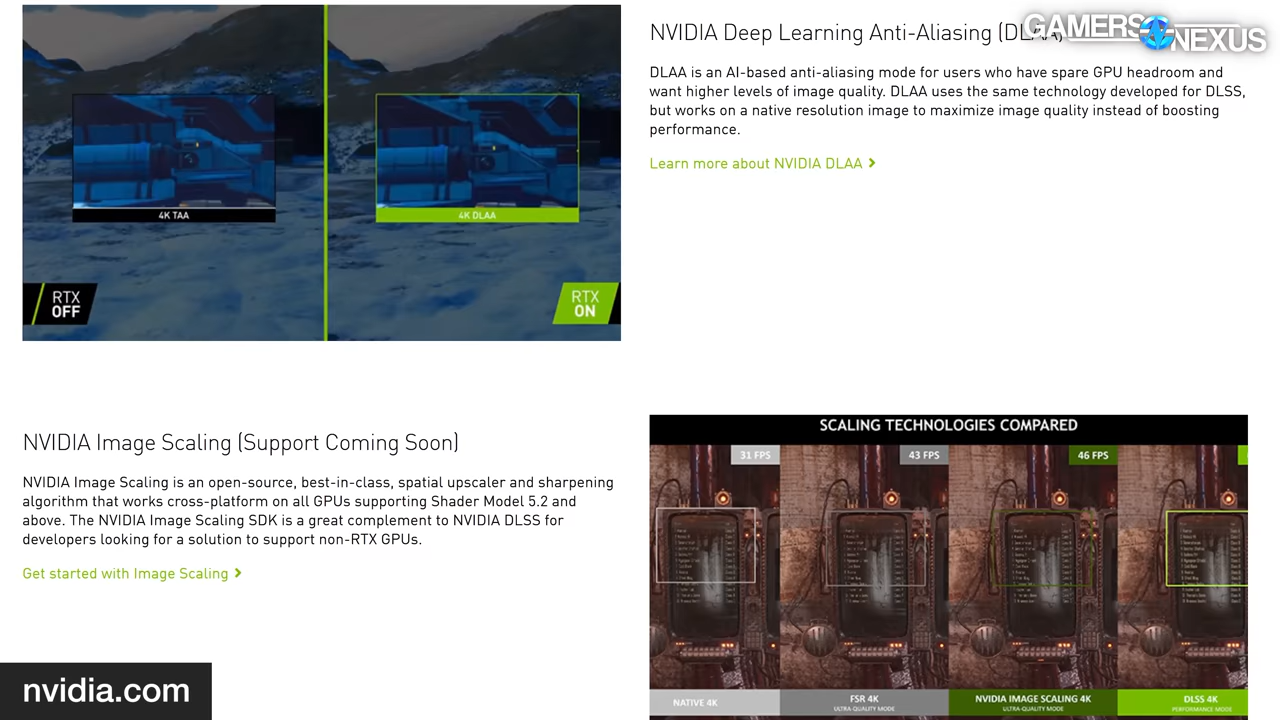 GAMERS NEXUS
NVIDIA Deep Learning Anti-Aliasing (DLAA)
DLAA is an AI-based anti-aliasing mode for users who have spare GPU headroom and
want higher levels of image quality. DLAA uses the same technology developed for DLSS,
but works on a native resolution image to maximize image quality instead of boosting
performance.
Learn more about NVIDIA DLAA
4K TAA
4K DLAA
RTX
OFF
RTX
ON
NVIDIA Image Scaling (Support Coming Soon)
NVIDIA Image Scaling is an open-source, best-in-class, spatial upscaler and sharpening
algorithm that works cross-platform on all GPUs supporting Shader Model 5.2 and
above. The NVIDIA Image Scaling SDK is a great complement to NVIDIA DLSS for
developers looking for a solution to support non-RTX GPUs.
Get started with Image Scaling
SCALING TECHNOLOGIES COMPARED
31 FPS
43 FPS
46 FPS
NATIVE 4K
FSR 4K
ULTRA-QUALITY MODE
NVIDIA IMAGE SCALING 4K
ULTRA-QUALITY MODE
DLSS 4K
PERFORMANCE MODE
nvidia.com